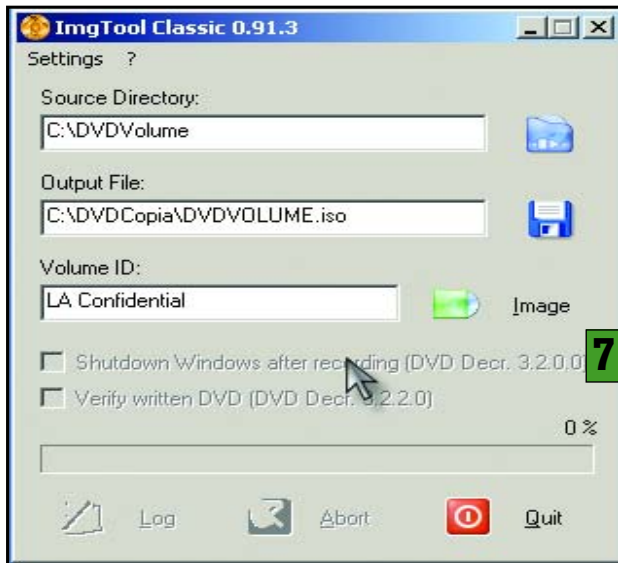 ImgTool Classic 0.91.3
Settings ?
Source Directory:
C:\DVDVolume
Output File:
C:\DVDCopia\DVDVOLUME.iso
Volume ID:
LA Confidential
Image
Shutdown Windows after recording (DVD Decr. 3.2.0.0)
7
Verify written DVD (DVD Decr. 3.2.2.0)
0 %
Log Abort Quit